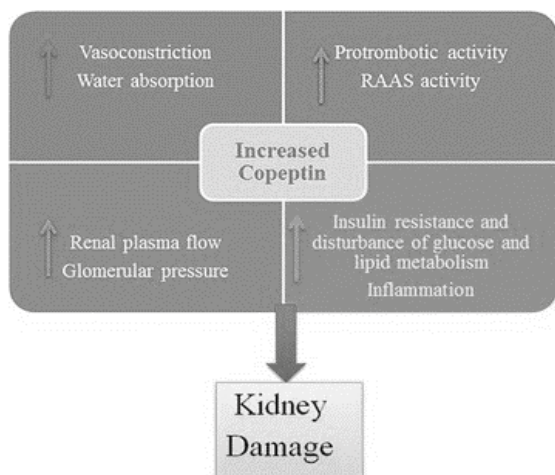 Vasoconstriction
Water absorption
Protrombotic activity
RAAS activity
Increased
Copeptin
Renal plasma flow
Glomerular pressure
Insulin resistance and
disturbance of glucose and
lipid metabolism
Inflammation
Kidney
Damage